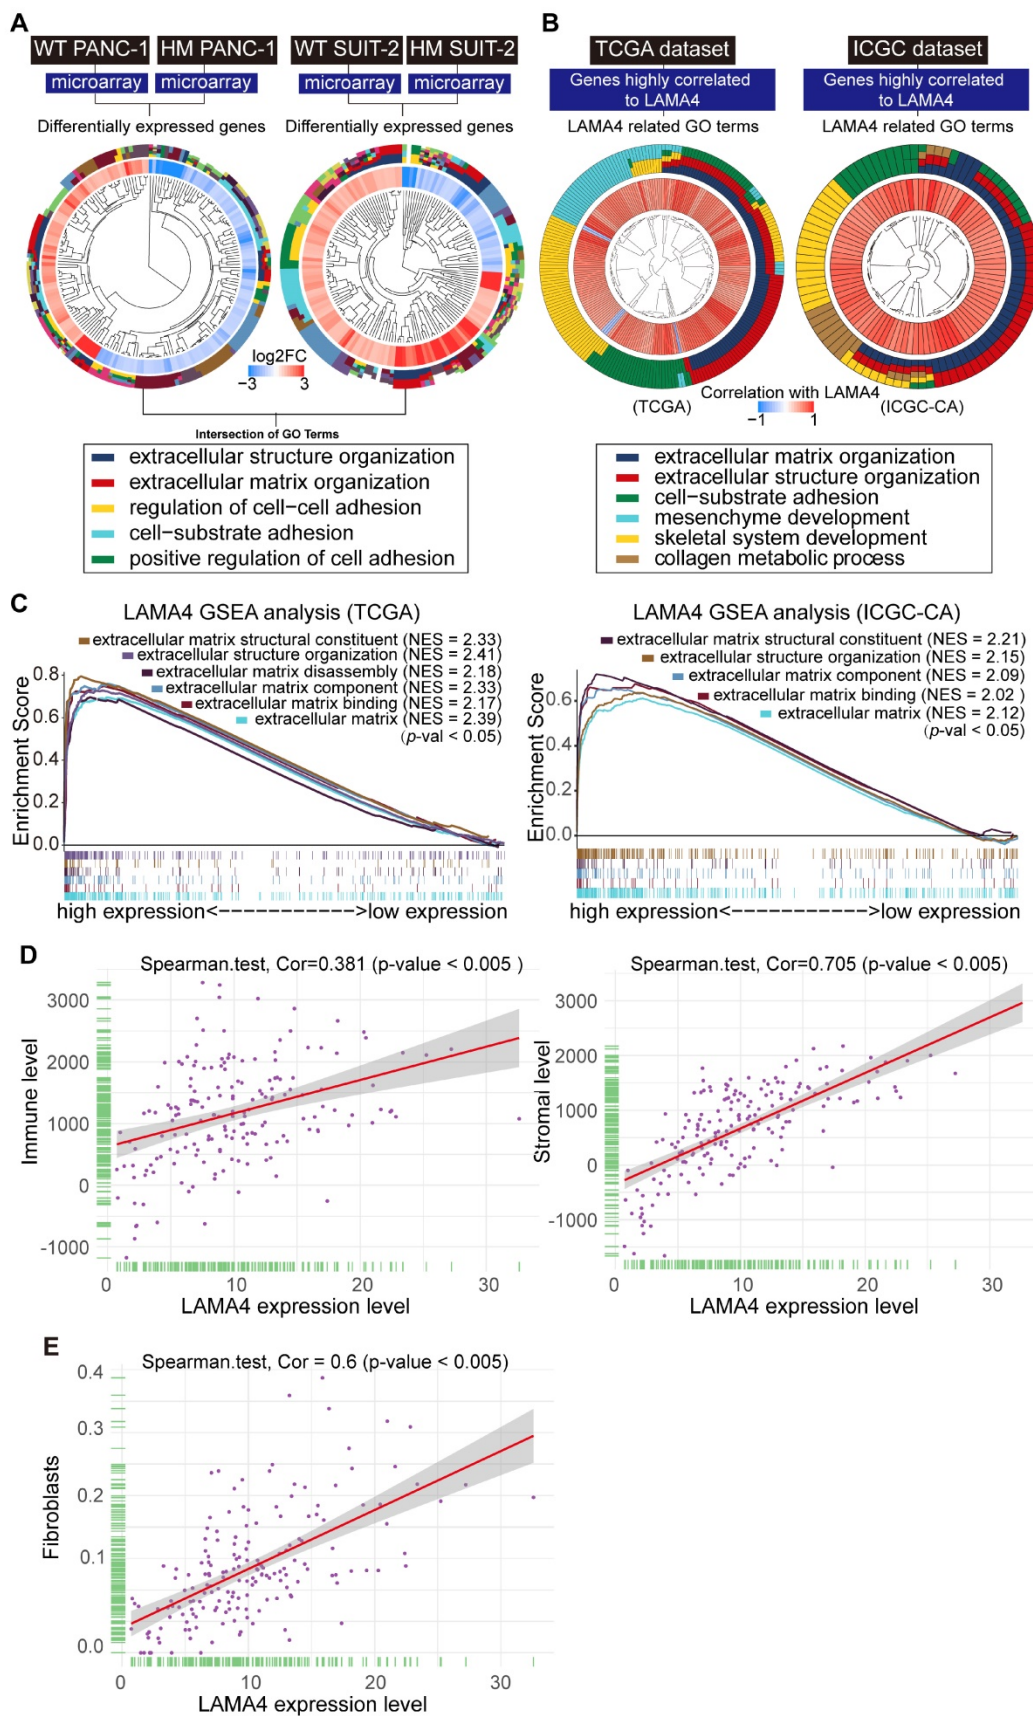 A
WT PANC-1 HM PANC-1 WT SUIT-2 HM SUIT-2
microarray microarray microarray microarray
Differentially expressed genes Differentially expressed genes
log2FC
-3 3
Intersection of GO Terms
extracellular structure organization
extracellular matrix organization
regulation of cell-cell adhesion
cell-substrate adhesion
positive regulation of cell adhesion
B
TCGA dataset ICGC dataset
Genes highly correlated Genes highly correlated
to LAMA4 to LAMA4
LAMA4 related GO terms LAMA4 related GO terms
Correlation with LAMA4
(TCGA) -1 1 (ICGC-CA)
extracellular matrix organization
extracellular structure organization
cell-substrate adhesion
mesenchyme development
skeletal system development
collagen metabolic process
C
LAMA4 GSEA analysis (TCGA)
extracellular matrix structural constituent (NES = 2.33)
extracellular structure organization (NES = 2.41)
extracellular matrix disassembly (NES = 2.18)
extracellular matrix component (NES = 2.33)
extracellular matrix binding (NES = 2.17)
extracellular matrix (NES = 2.39)
(p-val < 0.05)
Enrichment Score
0.8
0.6
0.4
0.2
0.0
high expression<------------>low expression
LAMA4 GSEA analysis (ICGC-CA)
extracellular matrix structural constituent (NES = 2.21)
extracellular structure organization (NES = 2.15)
extracellular matrix component (NES = 2.09)
extracellular matrix binding (NES = 2.02 )
extracellular matrix (NES = 2.12)
(p-val < 0.05)
Enrichment Score
0.6
0.4
0.2
0.0
high expression<------------>low expression
D
Spearman.test, Cor=0.381 (p-value < 0.005 )
Immune level
3000
2000
1000
0
-1000
0 10 20 30
LAMA4 expression level
Spearman.test, Cor=0.705 (p-value < 0.005)
Stromal level
3000
2000
1000
0
-1000
0 10 20 30
LAMA4 expression level
E
Spearman.test, Cor = 0.6 (p-value < 0.005)
Fibroblasts
0.4
0.3
0.2
0.1
0.0
0 10 20 30
LAMA4 expression level